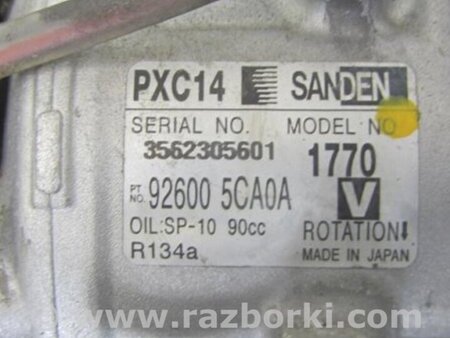 PXC14 SANDEN
SERIAL NO. MODEL NO
3562305601 1770
PT NO. 92600 5CA0A V
OIL:SP-10 90cc ROTATION
R134a MADE IN JAPAN
www.razborki.com